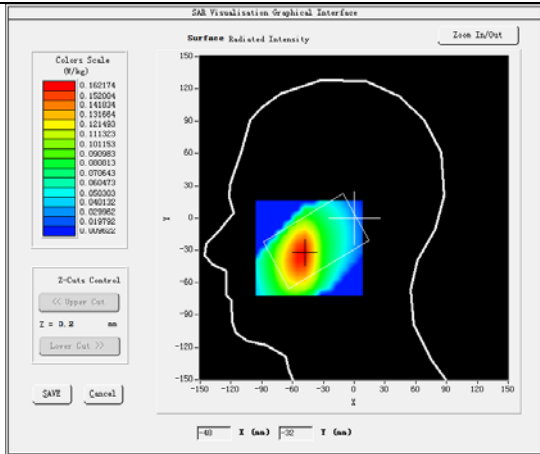 SAR Visualisation Graphical Interface
Surface Radiated Intensity
Zoom In/Out
Colors Scale
(W/kg)
0.162174
0.152004
0.141834
0.131664
0.121493
0.111323
0.101153
0.090983
0.080813
0.070643
0.060473
0.050303
0.040132
0.029962
0.019792
0.009622
Z-Cuts Control
<< Upper Cut
Z = 3.2 mm
Lower Cut >>
SAVE
Cancel
150
120
90
60
30
0
-30
-60
-90
-120
-150
Y
-150 -120 -90 -60 -30 0 30 60 90 120 150
X
-48 X (mm) -32 Y (mm)